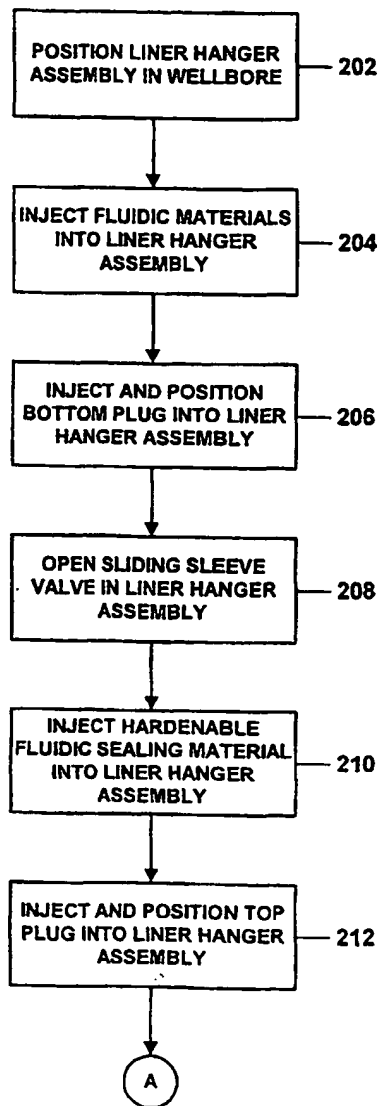 POSITION LINER HANGER
ASSEMBLY IN WELLBORE
202
INJECT FLUIDIC MATERIALS
INTO LINER HANGER
ASSEMBLY
204
INJECT AND POSITION
BOTTOM PLUG INTO LINER
HANGER ASSEMBLY
206
OPEN SLIDING SLEEVE
VALVE IN LINER HANGER
ASSEMBLY
208
INJECT HARDENABLE
FLUIDIC SEALING MATERIAL
INTO LINER HANGER
ASSEMBLY
210
INJECT AND POSITION TOP
PLUG INTO LINER HANGER
ASSEMBLY
212
A